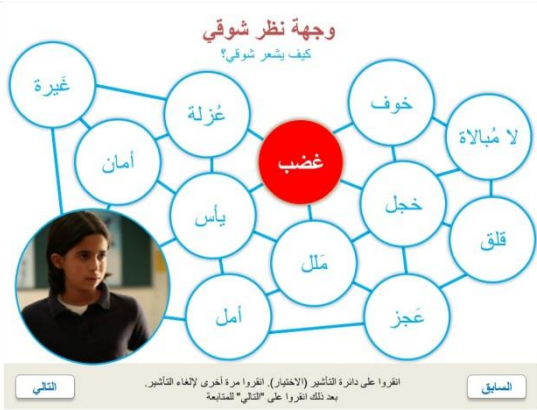 وجهة نظر شوقي
كيف يشعر شوقي؟
غَيرة
عُزلة
خوف
لا مُبالاة
أمان
غضب
يأس
خجل
قلق
مَلل
أمل
عَجز
انقروا على دائرة التأشير (الاختيار). انقروا مرة أخرى لإلغاء التأشير.
بعد ذلك انقروا على "التالي" للمتابعة
السابق
التالي